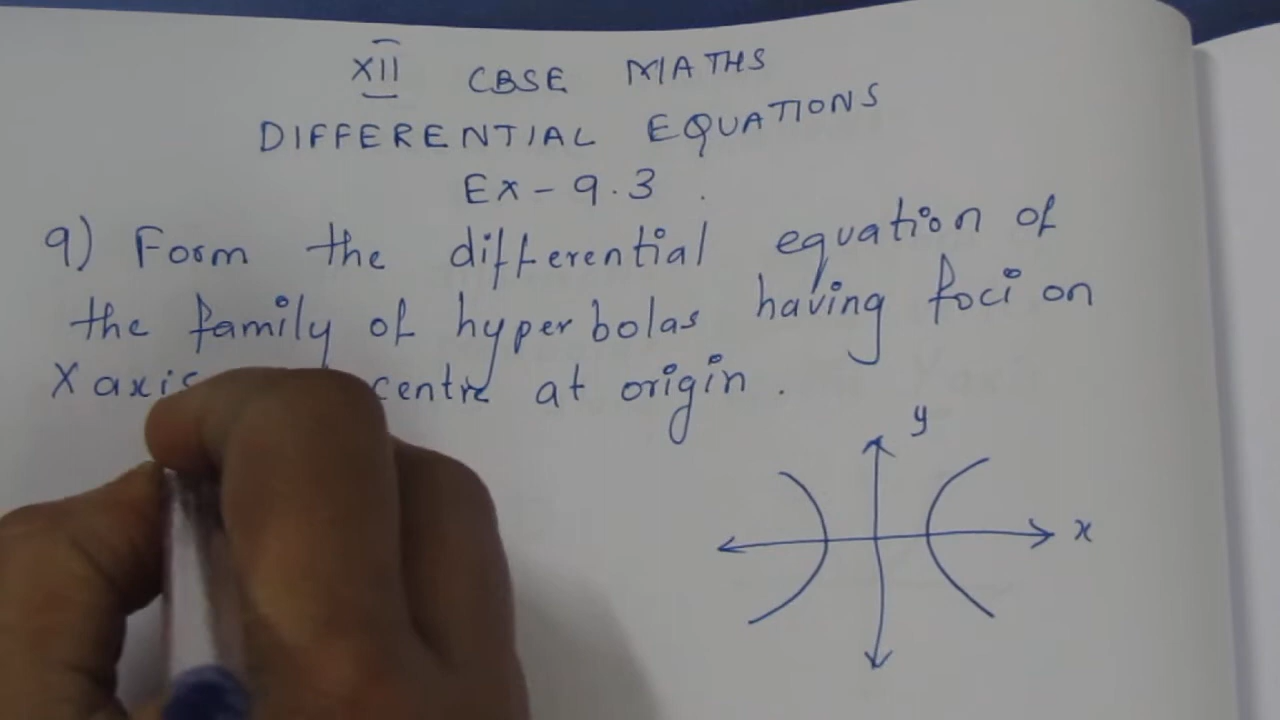 XII CBSE MATHS
DIFFERENTIAL EQUATIONS
Ex - 9.3.
9) Form the differential equation of
the family of hyperbolas having foci on
X axis centre at origin.
y
x